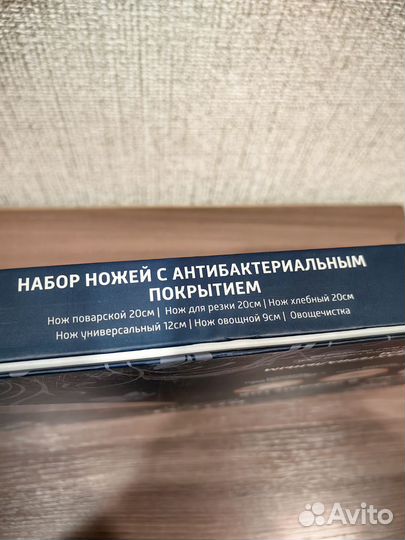 НАБОР НОЖЕЙ С АНТИБАКТЕРИАЛЬНЫМ
ПОКРЫТИЕМ
Нож поварской 20см | Нож для резки 20см | Нож хлебный 20см
Нож универсальный 12см | Нож овощной 9см | Овощечистка
Avito